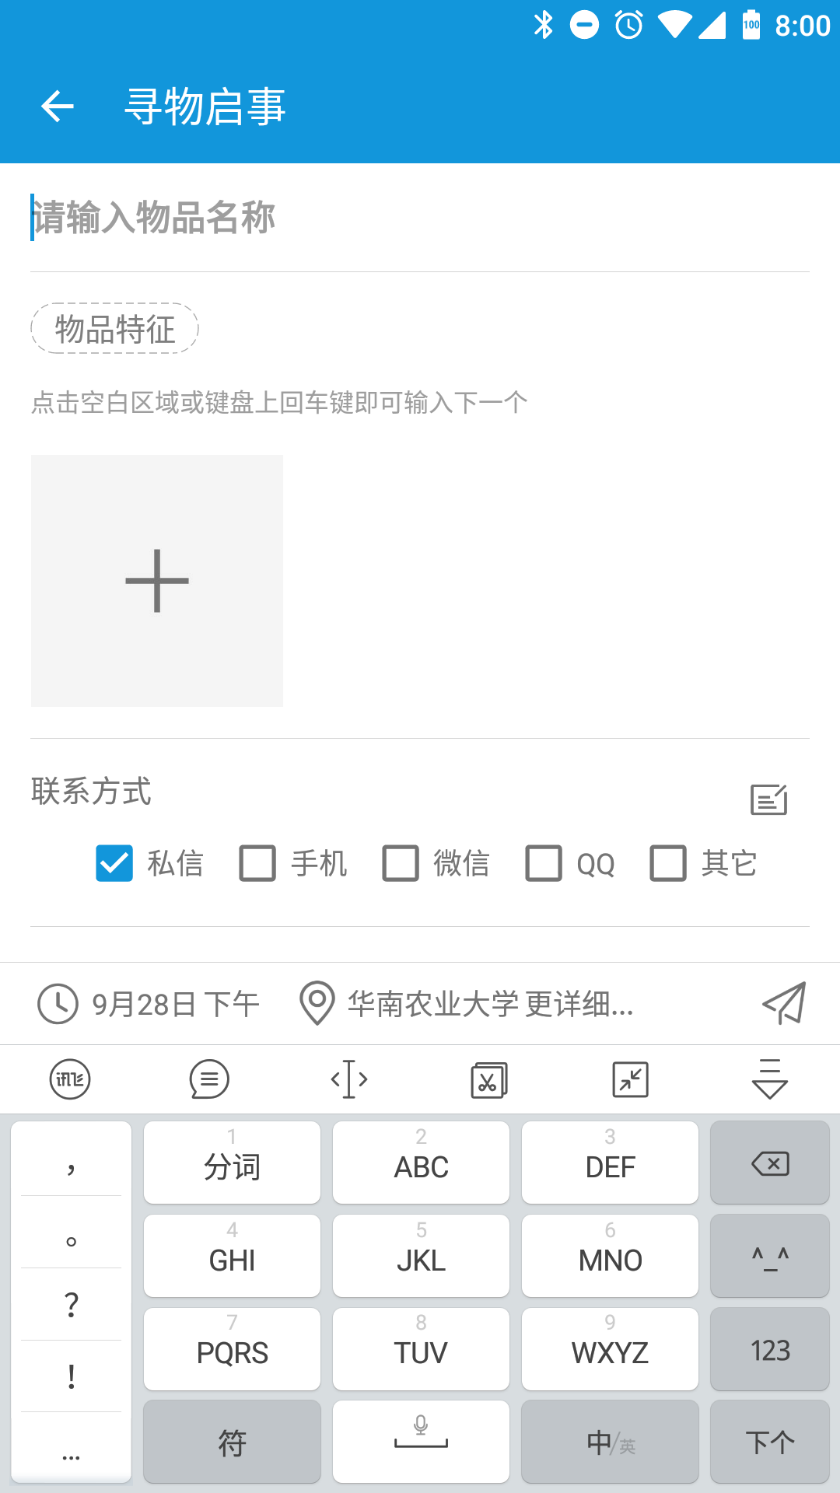 100 8:00
寻物启事
请输入物品名称
物品特征
点击空白区域或键盘上回车键即可输入下一个
联系方式
私信 手机 微信 QQ 其它
9月28日 下午 华南农业大学 更详细...
，
。
?
!
...
1 分词 2 ABC 3 DEF
4 GHI 5 JKL 6 MNO ^_^
7 PQRS 8 TUV 9 WXYZ 123
符 中/英 下个